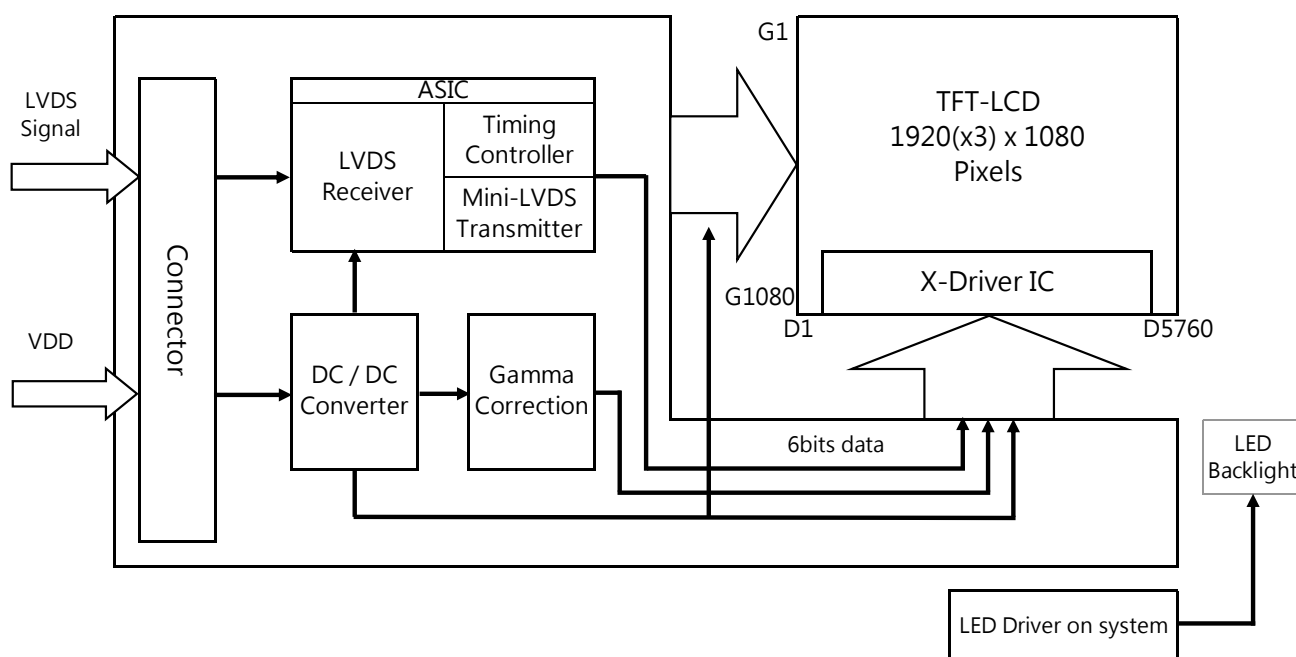 LVDS
Signal
VDD
Connector
ASIC
LVDS
Receiver
Timing
Controller
Mini-LVDS
Transmitter
DC / DC
Converter
Gamma
Correction
6bits data
G1
G1080
TFT-LCD
1920(x3) x 1080
Pixels
X-Driver IC
D1
D5760
LED
Backlight
LED Driver on system